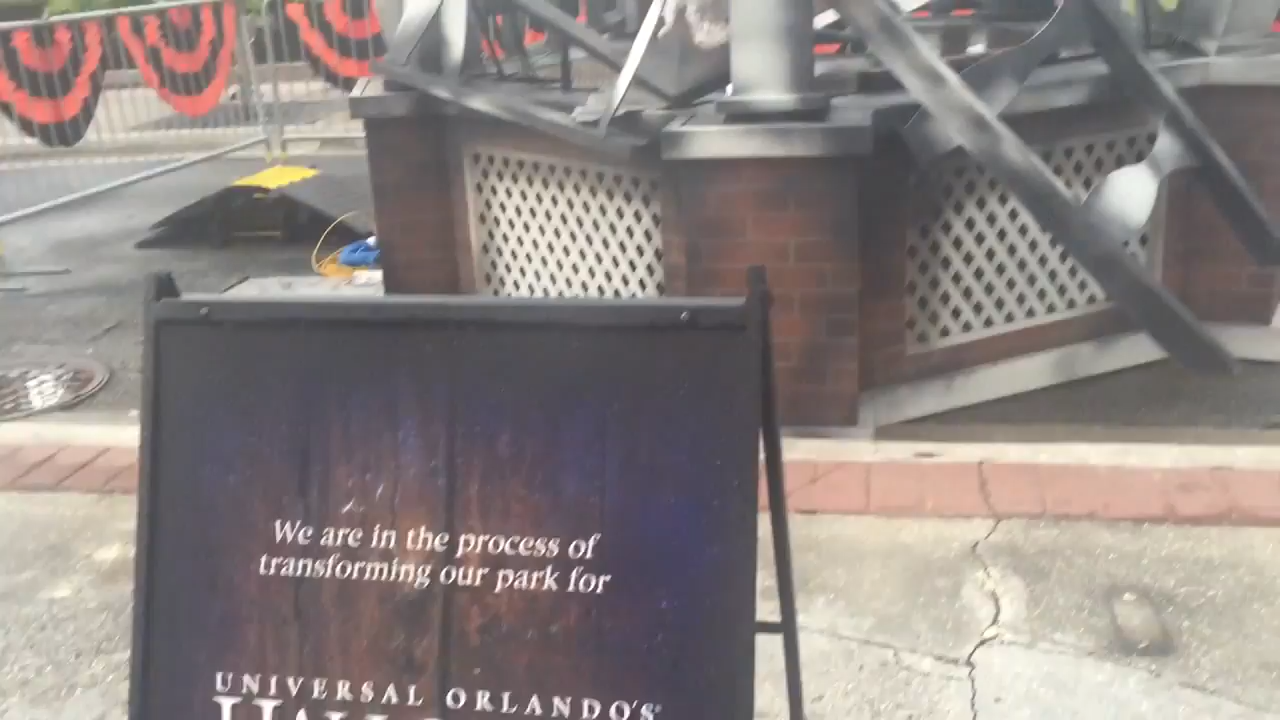 We are in the process of
transforming our park for
UNIVERSAL ORLANDO'S